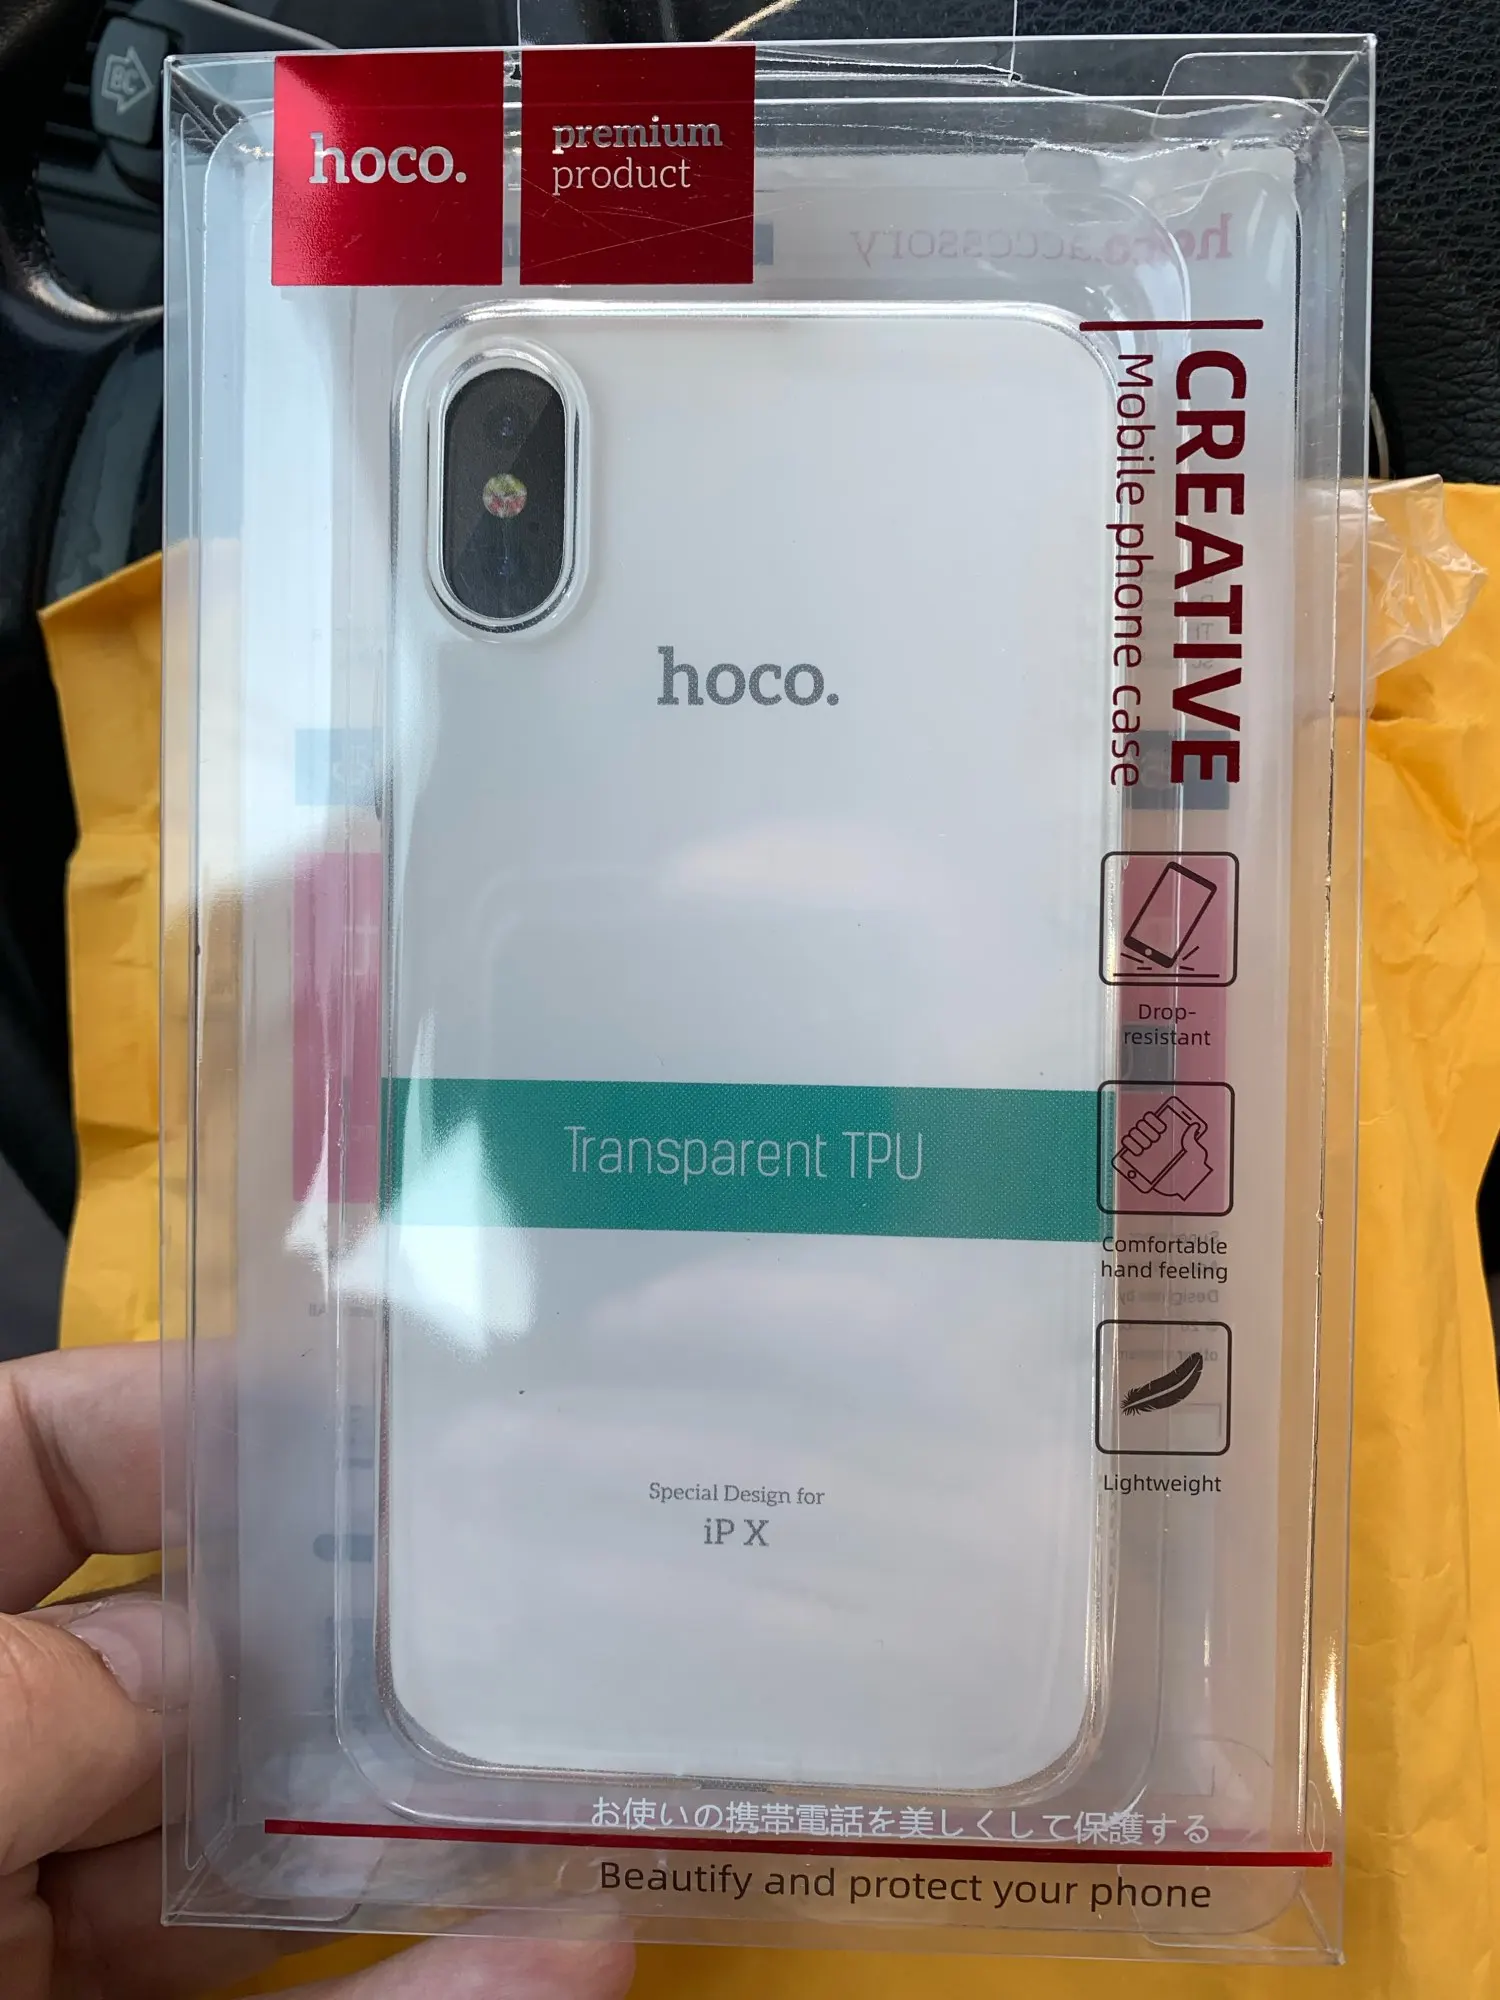 hoco.
premium
product
hoco.accessory
CREATIVE
Mobile phone case
hoco.
Drop-
resistant
Transparent TPU
Comfortable
hand feeling
Lightweight
Special Design for
iP X
お使いの携帯電話を美しくして保護する
Beautify and protect your phone